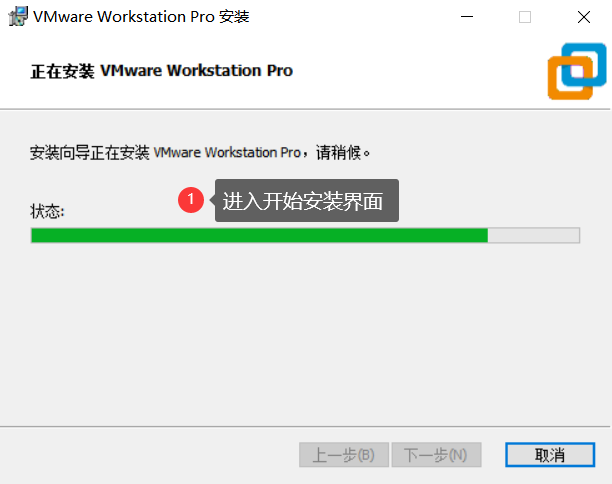 VMware Workstation Pro 安装
正在安装 VMware Workstation Pro
安装向导正在安装 VMware Workstation Pro，请稍候。
1 进入开始安装界面
状态:
上一步(B) 下一步(N) 取消